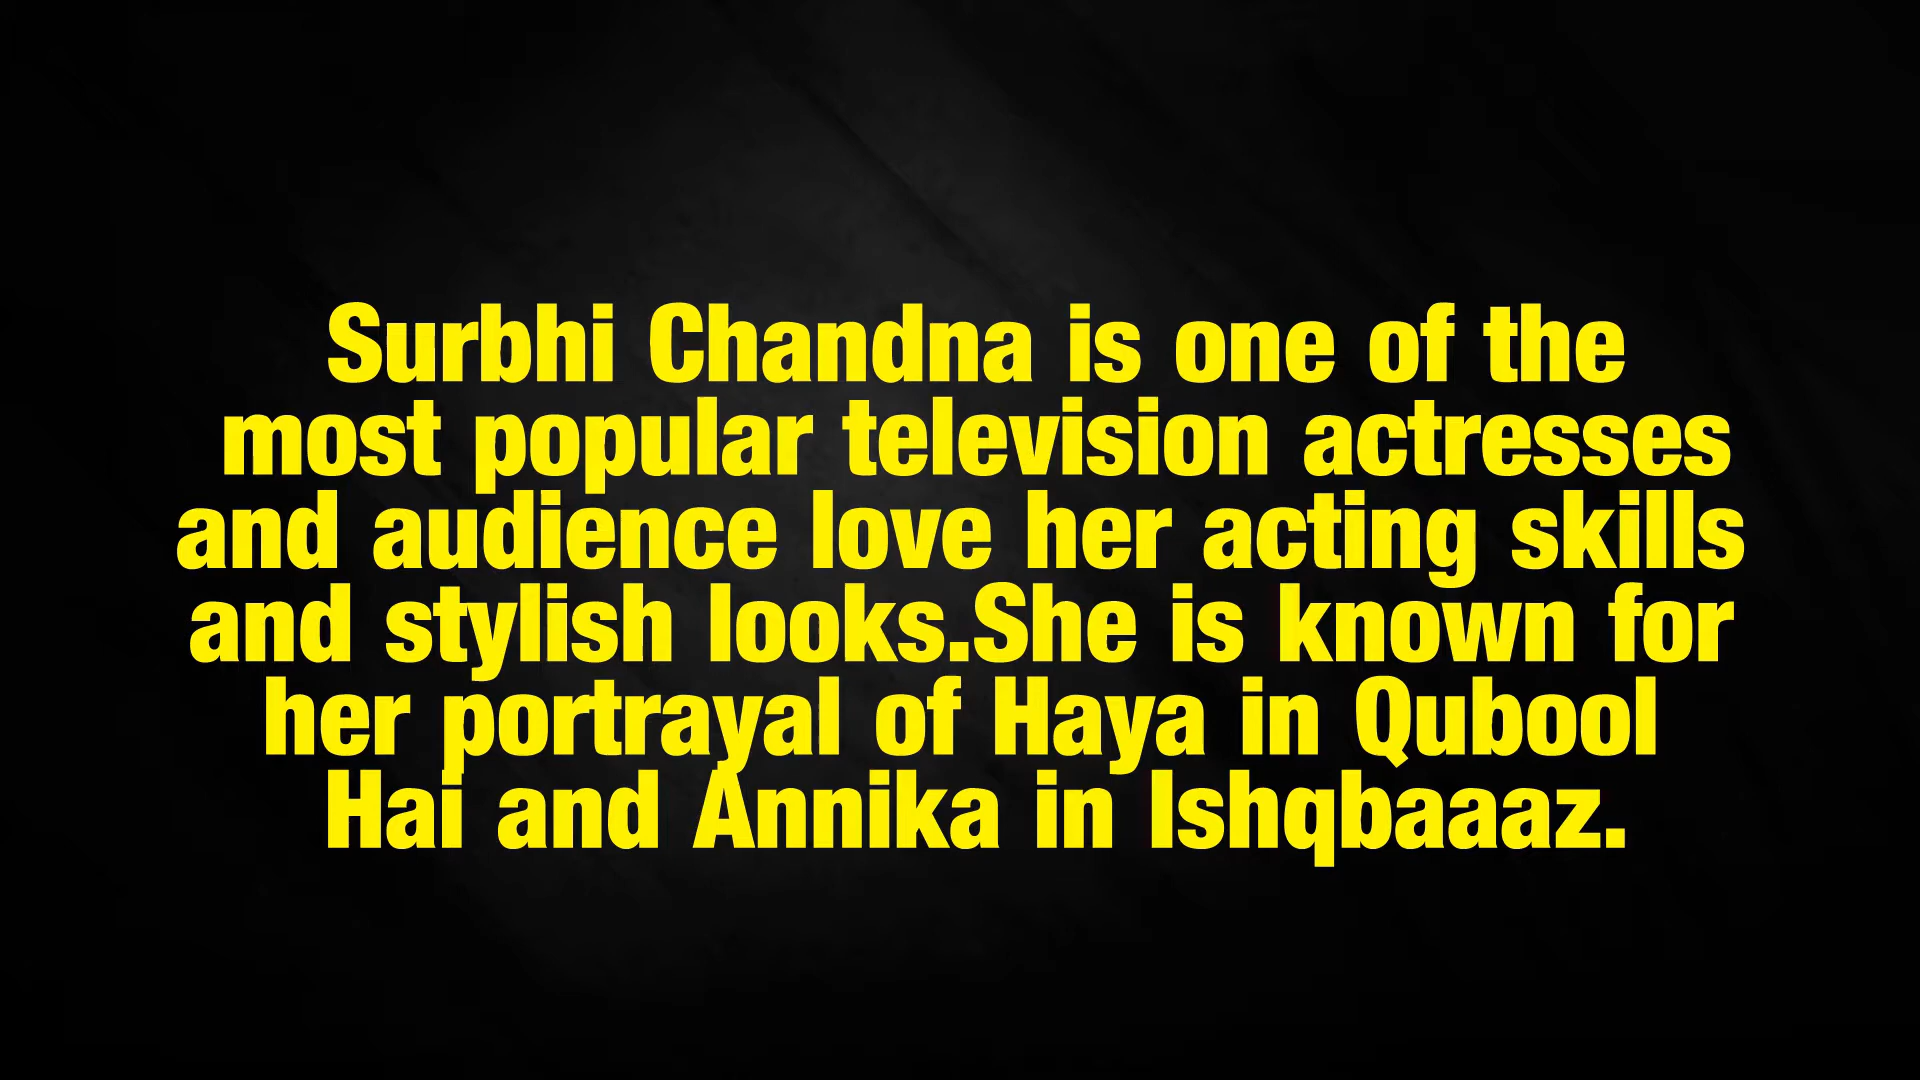 Surbhi Chandna is one of the
most popular television actresses
and audience love her acting skills
and stylish looks.She is known for
her portrayal of Haya in Qubool
Hai and Annika in Ishqbaaaz.